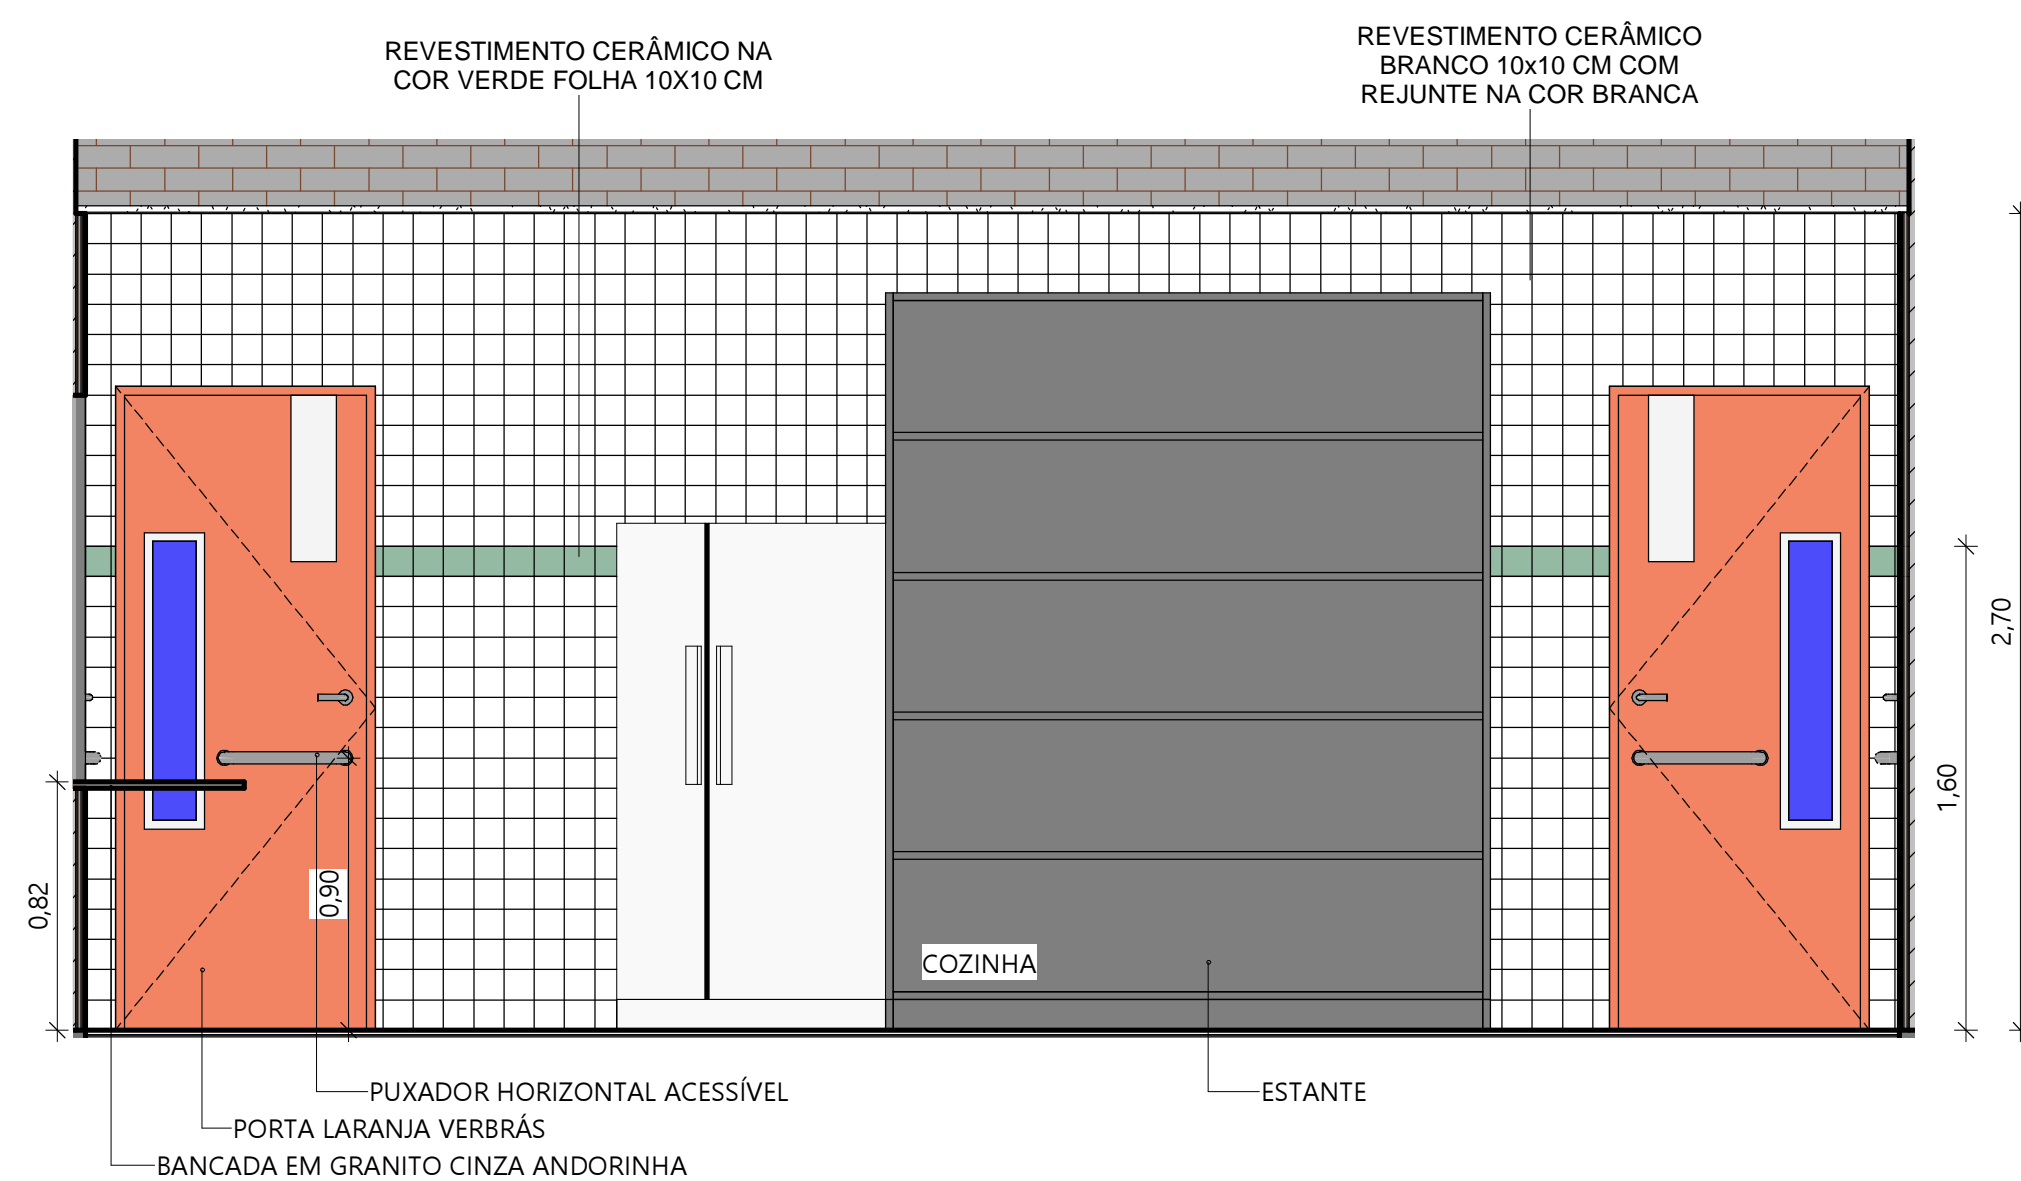 REVESTIMENTO CERÂMICO NA
COR VERDE FOLHA 10X10 CM
REVESTIMENTO CERÂMICO
BRANCO 10x10 CM COM
REJUNTE NA COR BRANCA
2,70
1,60
0,82
0,90
COZINHA
PUXADOR HORIZONTAL ACESSÍVEL
ESTANTE
PORTA LARANJA VERBRÁS
BANCADA EM GRANITO CINZA ANDORINHA